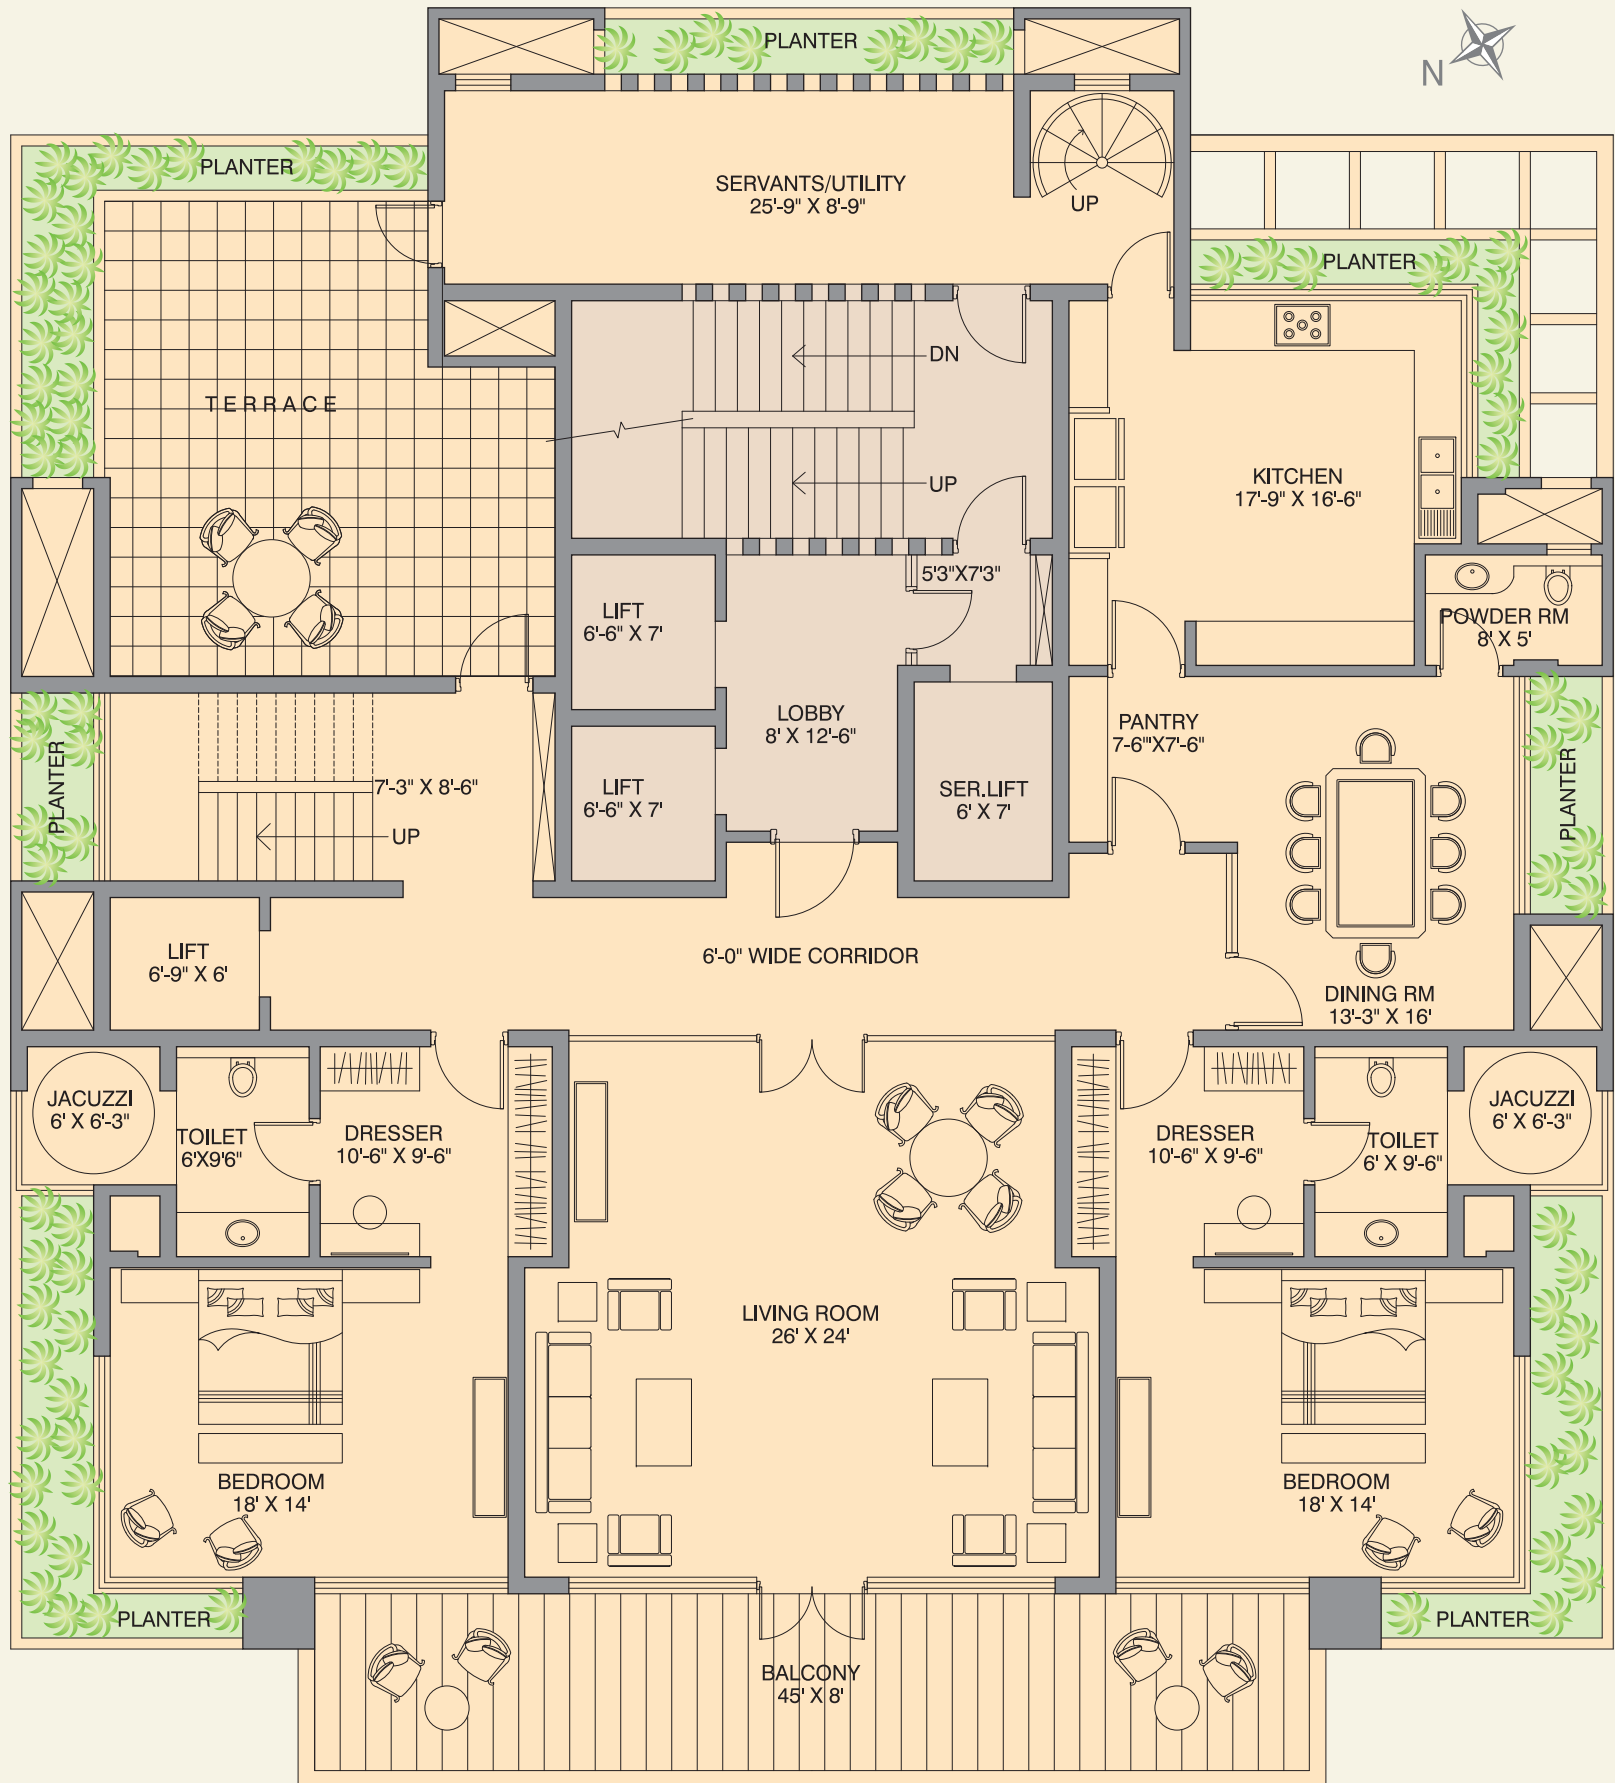 PLANTER
N
PLANTER
SERVANTS/UTILITY
25'-9" X 8'-9"
UP
PLANTER
DN
TERRACE
UP
KITCHEN
17'-9" X 16'-6"
5'3"X7'3"
LIFT
6'-6" X 7'
POWDER RM
8' X 5'
LOBBY
8' X 12'-6"
PANTRY
7-6"X7'-6"
PLANTER
7'-3" X 8'-6"
UP
LIFT
6'-6" X 7'
SER.LIFT
6' X 7'
PLANTER
LIFT
6'-9" X 6'
6'-0" WIDE CORRIDOR
DINING RM
13'-3" X 16'
JACUZZI
6' X 6'-3"
TOILET
6'X9'6"
DRESSER
10'-6" X 9'-6"
DRESSER
10'-6" X 9'-6"
TOILET
6' X 9'-6"
JACUZZI
6' X 6'-3"
LIVING ROOM
26' X 24'
BEDROOM
18' X 14'
BEDROOM
18' X 14'
PLANTER
PLANTER
BALCONY
45' X 8'